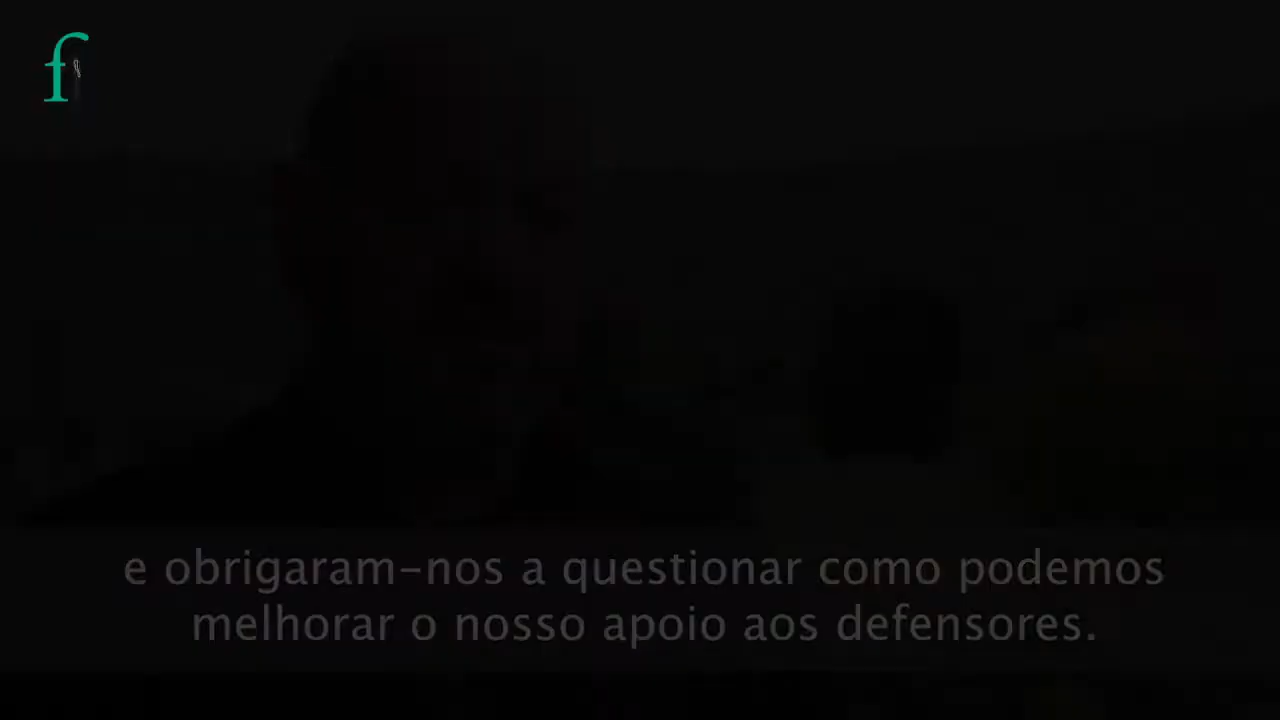 f
e obrigaram-nos a questionar como podemos
melhorar o nosso apoio aos defensores.